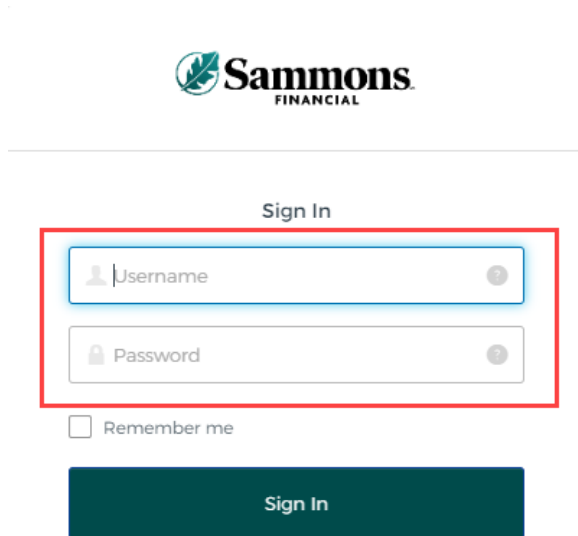 Sammons
FINANCIAL
Sign In
Username
?
Password
?
Remember me
Sign In